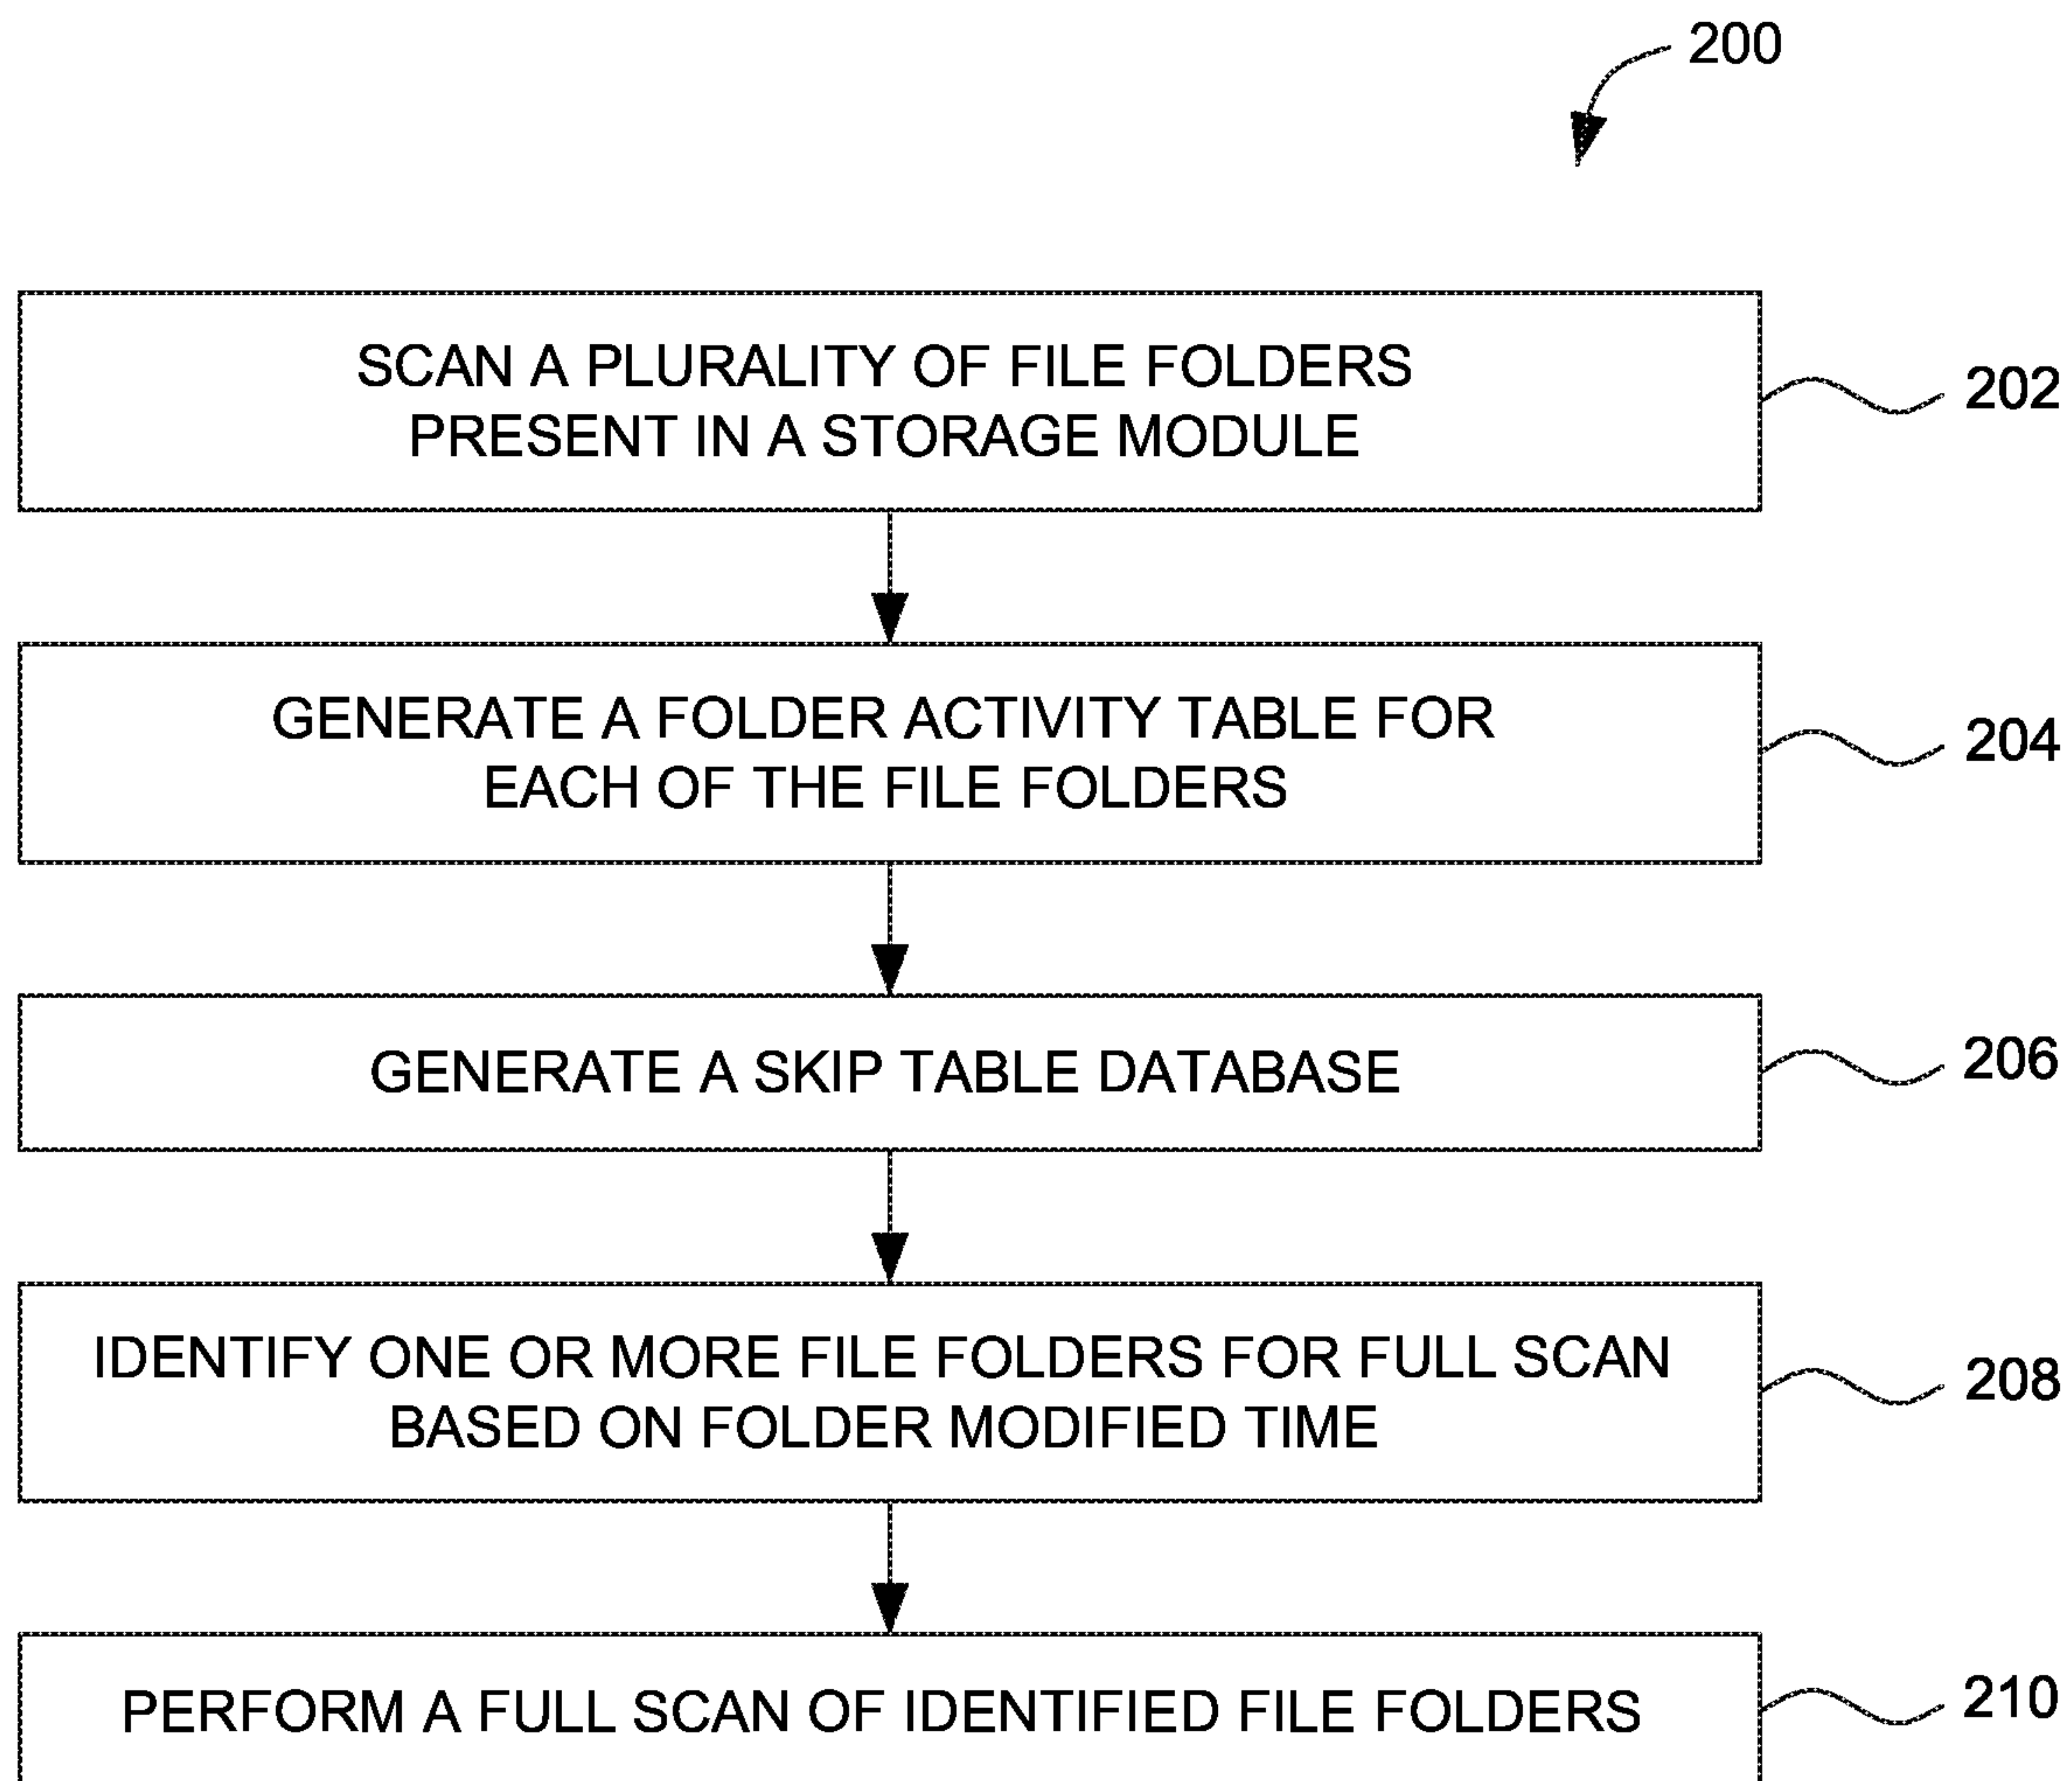 200
SCAN A PLURALITY OF FILE FOLDERS
PRESENT IN A STORAGE MODULE
202
GENERATE A FOLDER ACTIVITY TABLE FOR
EACH OF THE FILE FOLDERS
204
GENERATE A SKIP TABLE DATABASE
206
IDENTIFY ONE OR MORE FILE FOLDERS FOR FULL SCAN
BASED ON FOLDER MODIFIED TIME
208
PERFORM A FULL SCAN OF IDENTIFIED FILE FOLDERS
210